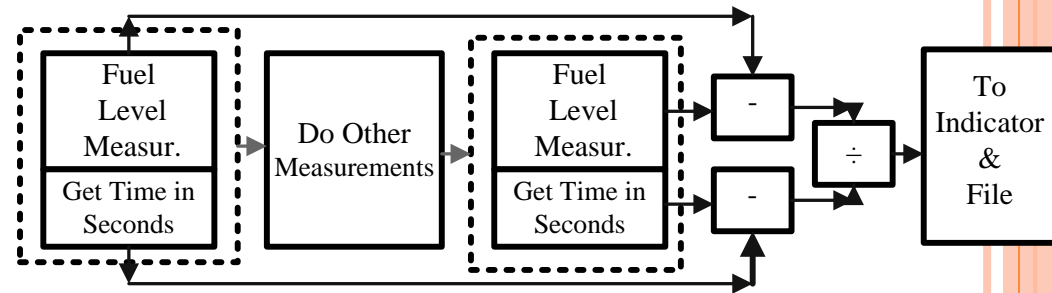 Fuel
Level
Measur.
Get Time in
Seconds
Do Other
Measurements
Fuel
Level
Measur.
Get Time in
Seconds
-
-
÷
To
Indicator
&
File